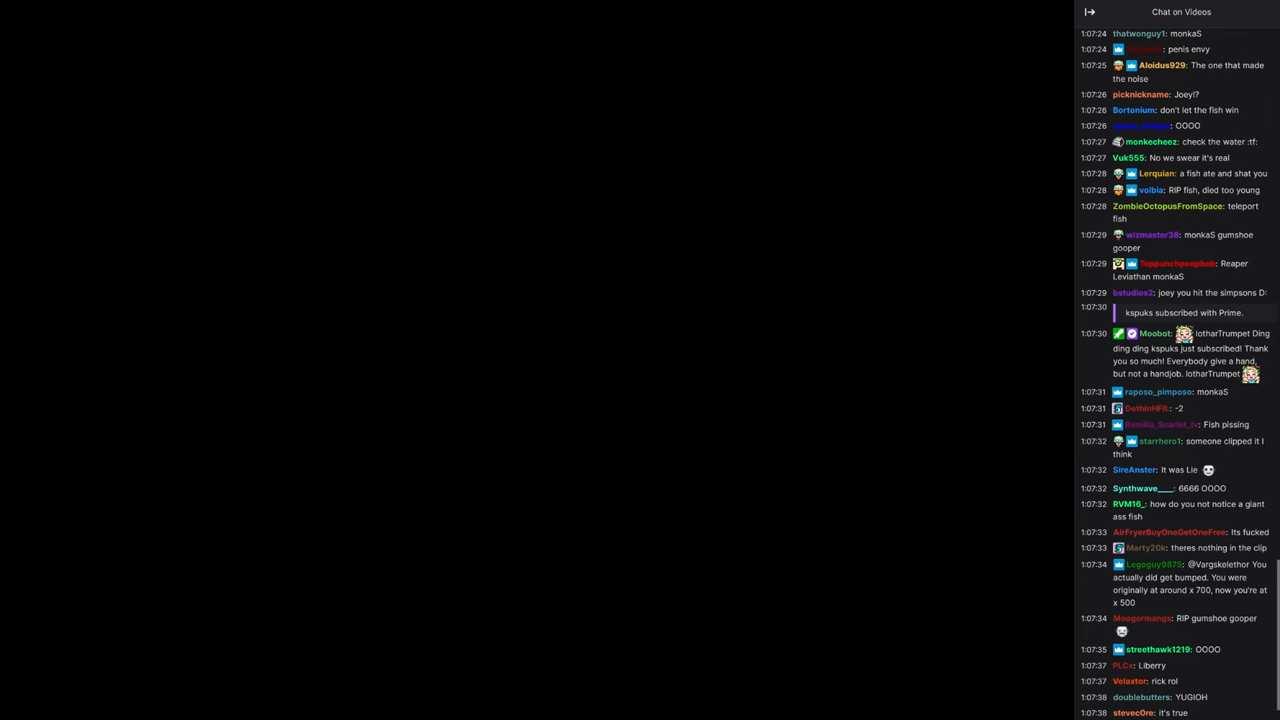 Chat on Videos
1:07:24 thatwonguy1: monkaS
1:07:24 : penis envy
1:07:25 Aloidus929: The one that made
the noise
1:07:26 picknickname: Joey!?
1:07:26 Bortonium: don't let the fish win
1:07:26 : OOOO
1:07:27 monkecheez: check the water :tf:
1:07:27 Vuk555: No we swear it's real
1:07:28 Lerquian: a fish ate and shat you
1:07:28 volbia: RIP fish, died too young
1:07:28 ZombieOctopusFromSpace: teleport
fish
1:07:29 wizmaster38: monkaS gumshoe
gooper
1:07:29 : Reaper
Leviathan monkaS
1:07:29 bstudios2: joey you hit the simpsons D:
1:07:30 kspuks subscribed with Prime.
1:07:30 Moobot: lotharTrumpet Ding
ding ding kspuks just subscribed! Thank
you so much! Everybody give a hand,
but not a handjob. lotharTrumpet
1:07:31 raposo_pimposo: monkaS
1:07:31 DethinHFIL: -2
1:07:31 Remilia_Scarlet_tv: Fish pissing
1:07:32 starrhero1: someone clipped it I
think
1:07:32 SireAnster: It was Lie
1:07:32 Synthwave____: 6666 OOOO
1:07:32 RVM16_: how do you not notice a giant
ass fish
1:07:33 AirFryerBuyOneGetOneFree: Its fucked
1:07:33 Marty20k: theres nothing in the clip
1:07:34 Legoguy9875: @Vargskelethor You
actually did get bumped. You were
originally at around x 700, now you're at
x 500
1:07:34 Moogermangs: RIP gumshoe gooper
1:07:35 streethawk1219: OOOO
1:07:37 PLCx: Liberry
1:07:37 Velaxtor: rick rol
1:07:38 doublebutters: YUGIOH
1:07:38 stevec0re: it's true